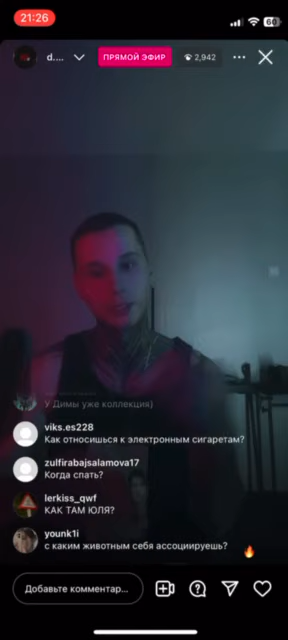 21:26
60
d....
ПРЯМОЙ ЭФИР
2,942
У Димы уже коллекция)
viks.es228
Как относишься к электронным сигаретам?
zulfirabajsalamova17
Когда спать?
lerkiss_qwf
КАК ТАМ ЮЛЯ?
younk1i
с каким животным себя ассоциируешь?
Добавьте комментар...